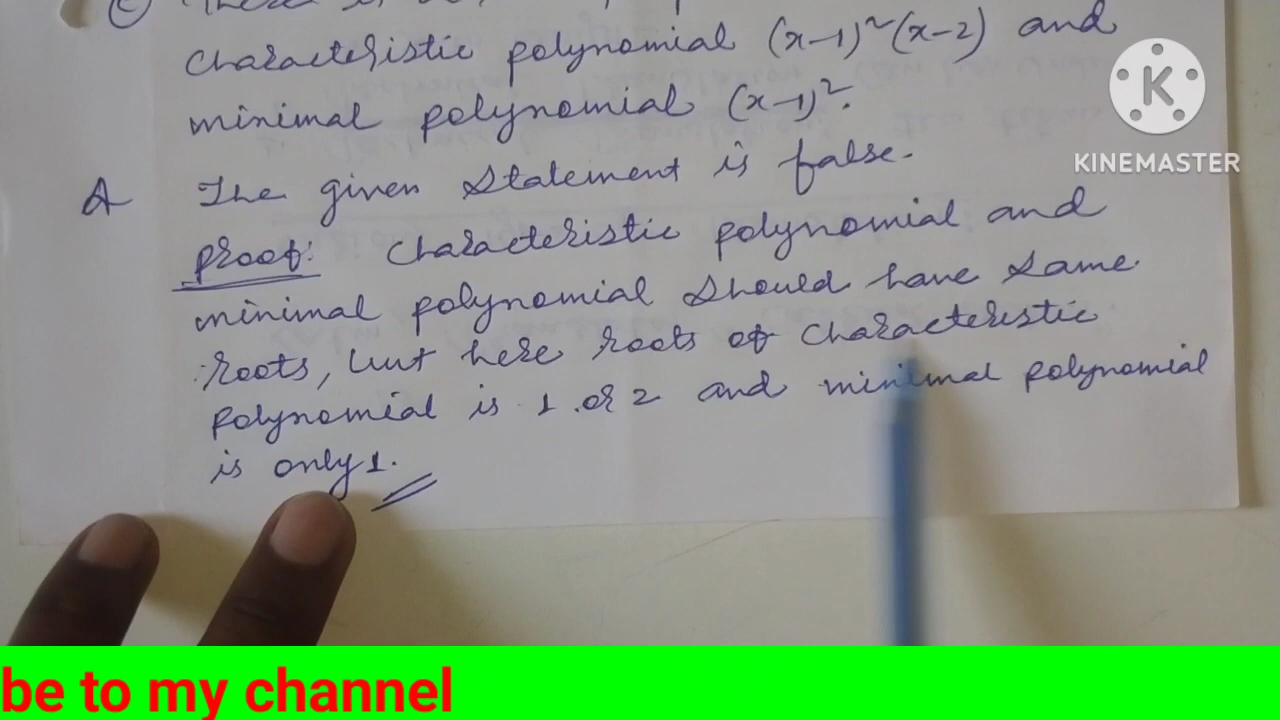 (c) There is
characteristic polynomial (x-1)²(x-2) and
minimal polynomial (x-1)².
A The given Statement is false.
Proof: Characteristic polynomial and
minimal polynomial should have same
roots, but here roots of characteristic
polynomial is 1 or 2 and minimal polynomial
is only 1.
K
KINEMASTER
be to my channel